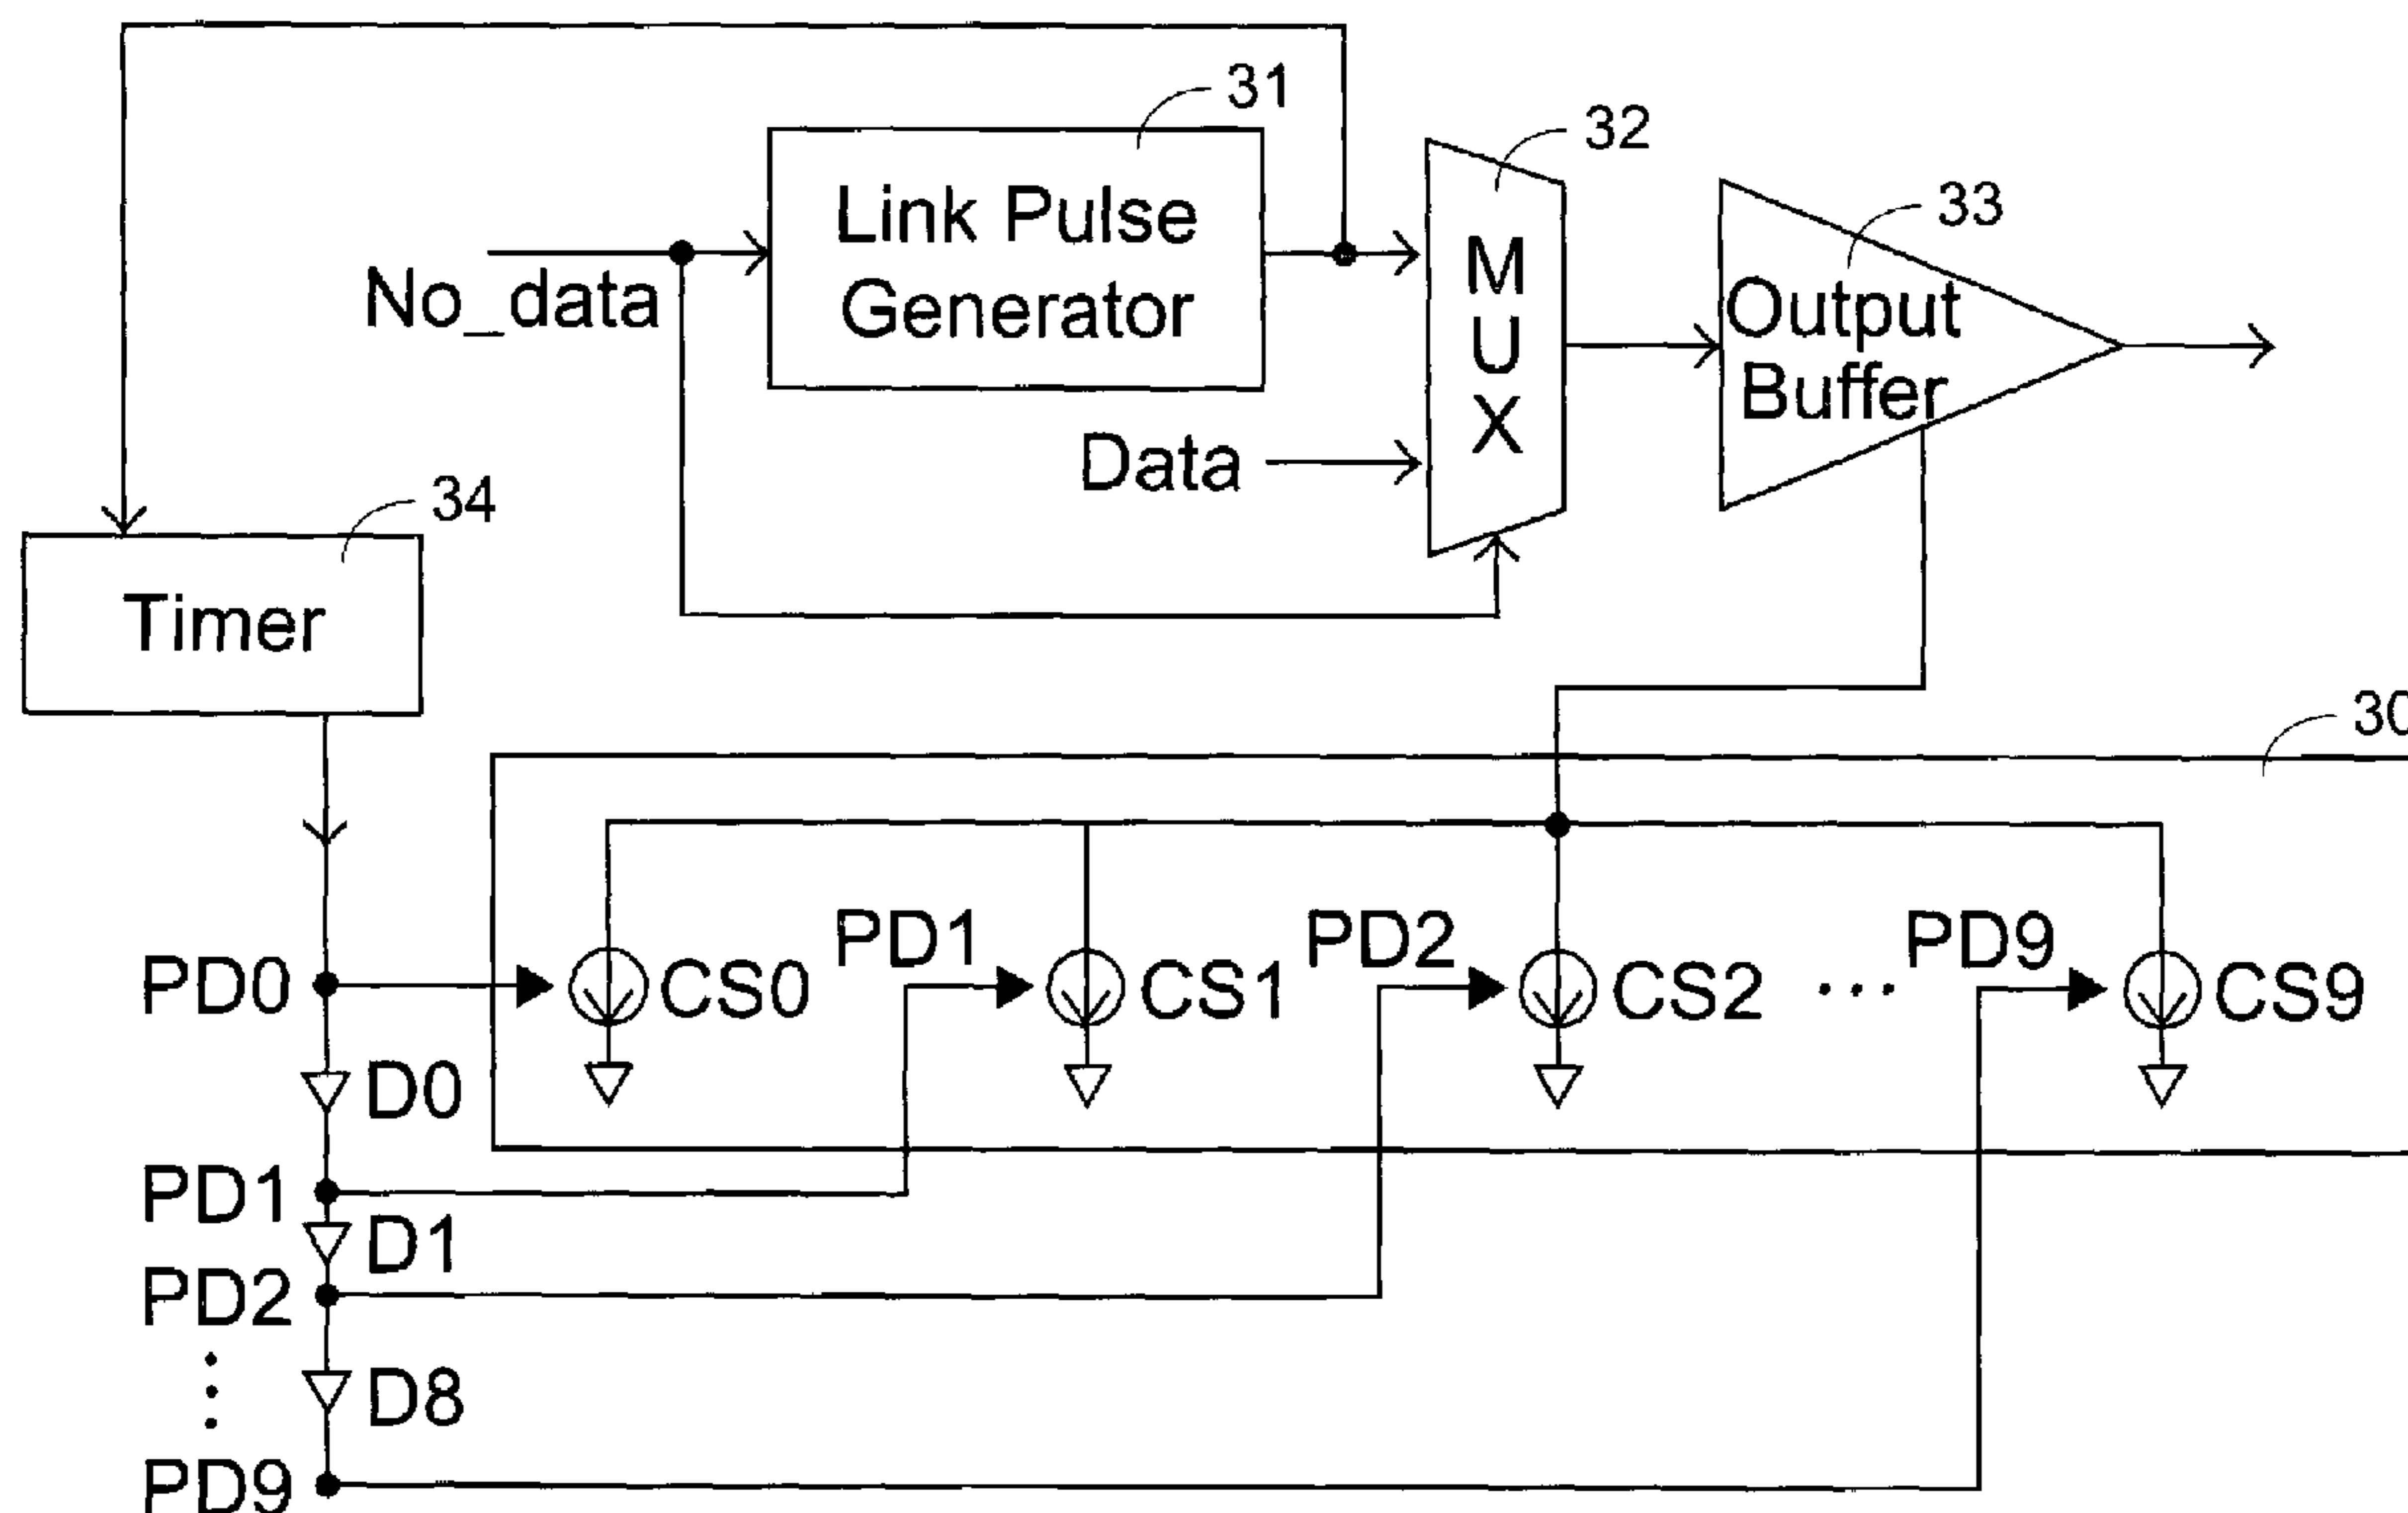 31
32
33
Link Pulse
Generator
No_data
M
U
X
Output
Buffer
Data
34
Timer
30
PD0
CS0
PD1
CS1
PD2
CS2
...
PD9
CS9
D0
PD1
D1
PD2
D8
PD9